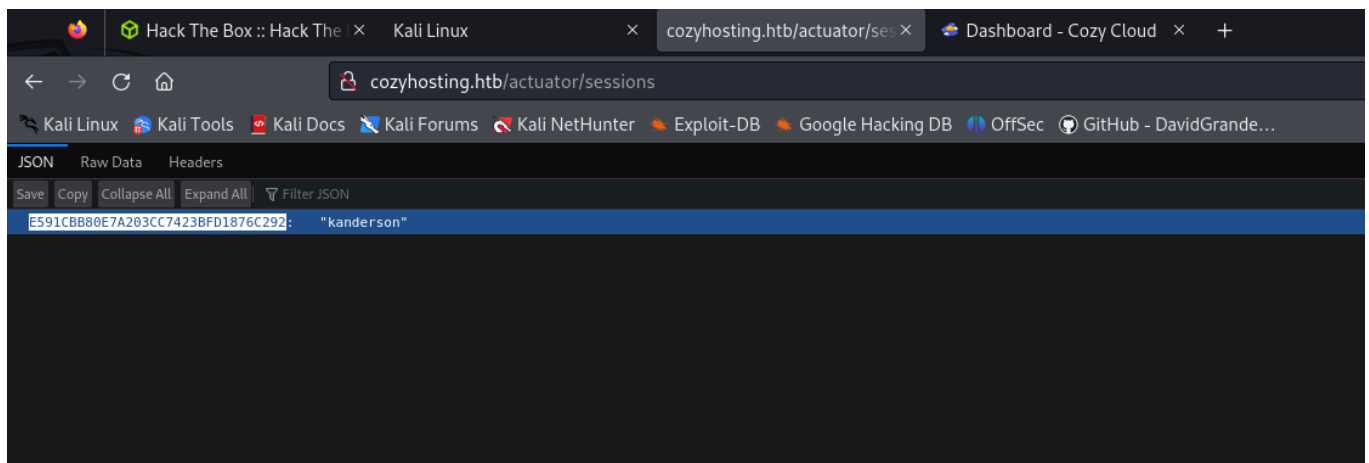 Hack The Box :: Hack The Kali Linux cozyhosting.htb/actuator/ses Dashboard - Cozy Cloud
cozyhosting.htb/actuator/sessions
Kali Linux Kali Tools Kali Docs Kali Forums Kali NetHunter Exploit-DB Google Hacking DB OffSec GitHub - DavidGrande...
JSON Raw Data Headers
Save Copy Collapse All Expand All Filter JSON
E591CBB80E7A203CC7423BFD1876C292: "kanderson"